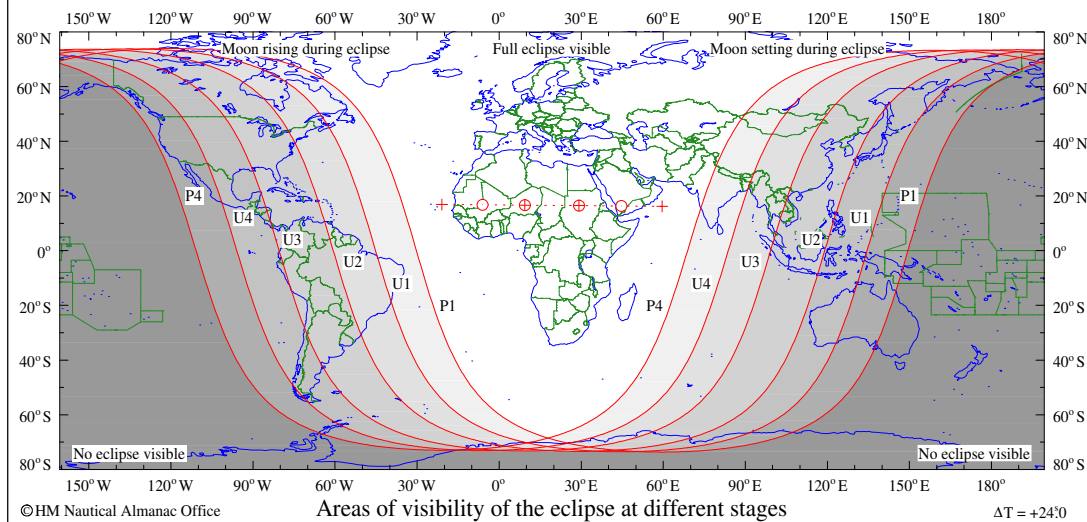 150° W 120° W 90° W 60° W 30° W 0° 30° E 60° E 90° E 120° E 150° E 180°
80° N 80° N
Moon rising during eclipse Full eclipse visible Moon setting during eclipse
60° N 60° N
40° N 40° N
20° N 20° N
P4 P1
U4 U1
U3 U2
0° 0°
U2 U3
U1 U4
20° S P1 P4 20° S
40° S 40° S
60° S 60° S
No eclipse visible No eclipse visible
80° S 80° S
150° W 120° W 90° W 60° W 30° W 0° 30° E 60° E 90° E 120° E 150° E 180°
©HM Nautical Almanac Office Areas of visibility of the eclipse at different stages ΔT = +24ˢ.0